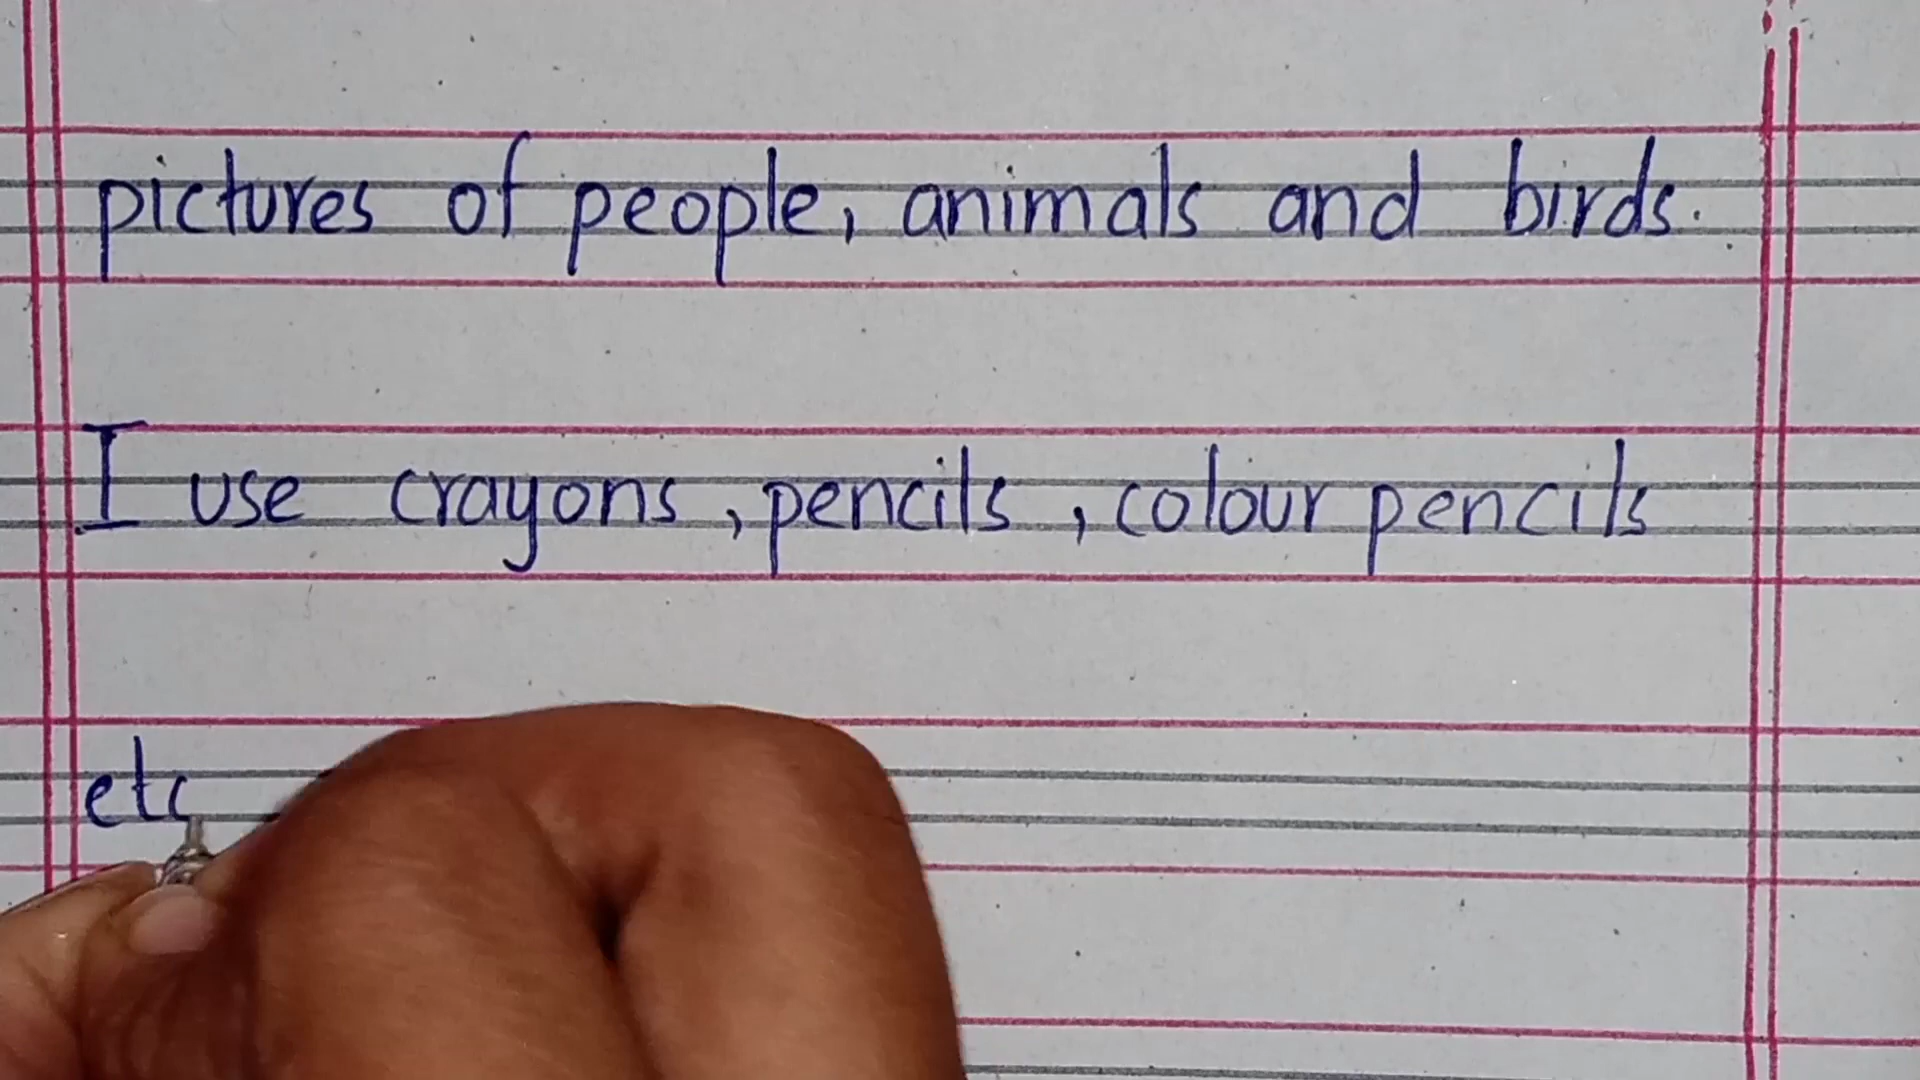 pictures of people, animals and birds.
I use crayons, pencils, colour pencils
etc